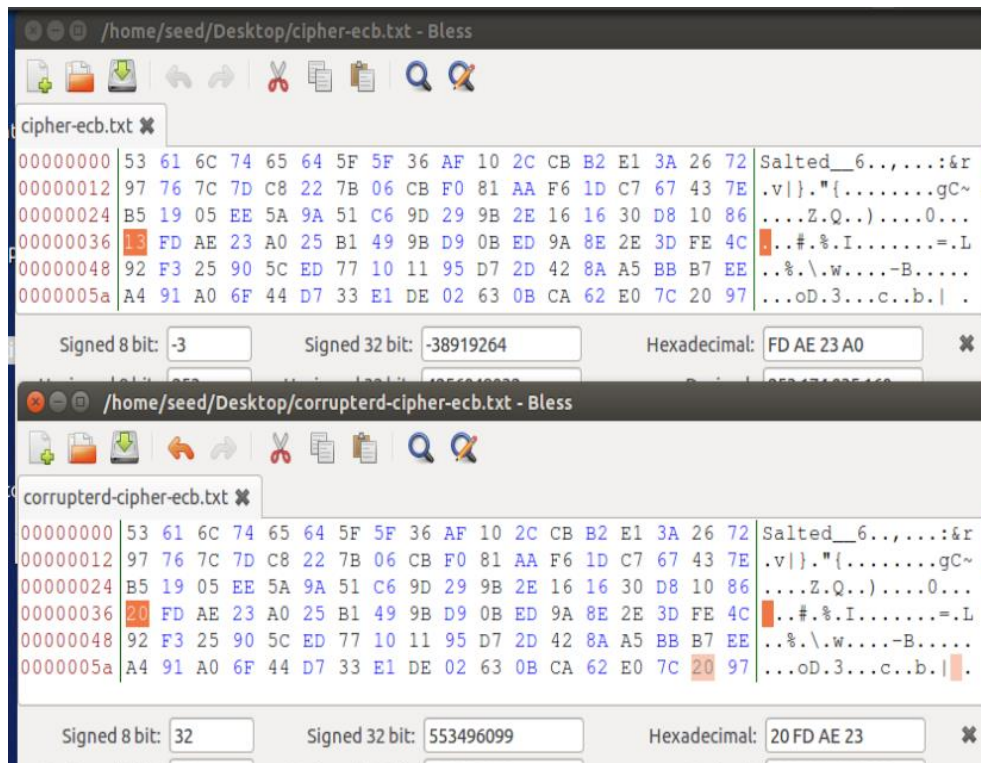 /home/seed/Desktop/cipher-ecb.txt - Bless
cipher-ecb.txt
00000000 53 61 6C 74 65 64 5F 5F 36 AF 10 2C CB B2 E1 3A 26 72 Salted__6..,...:&r
00000012 97 76 7C 7D C8 22 7B 06 CB F0 81 AA F6 1D C7 67 43 7E .v|}."{........gC~
00000024 B5 19 05 EE 5A 9A 51 C6 9D 29 9B 2E 16 16 30 D8 10 86 ....Z.Q..)....0...
00000036 13 FD AE 23 A0 25 B1 49 9B D9 0B ED 9A 8E 2E 3D FE 4C ...#.%.I.......=.L
00000048 92 F3 25 90 5C ED 77 10 11 95 D7 2D 42 8A A5 BB B7 EE ..%.\.w....-B.....
0000005a A4 91 A0 6F 44 D7 33 E1 DE 02 63 0B CA 62 E0 7C 20 97 ...oD.3...c..b.| .
Signed 8 bit: -3 Signed 32 bit: -38919264 Hexadecimal: FD AE 23 A0
/home/seed/Desktop/corrupterd-cipher-ecb.txt - Bless
corrupterd-cipher-ecb.txt
00000000 53 61 6C 74 65 64 5F 5F 36 AF 10 2C CB B2 E1 3A 26 72 Salted__6..,...:&r
00000012 97 76 7C 7D C8 22 7B 06 CB F0 81 AA F6 1D C7 67 43 7E .v|}."{........gC~
00000024 B5 19 05 EE 5A 9A 51 C6 9D 29 9B 2E 16 16 30 D8 10 86 ....Z.Q..)....0...
00000036 20 FD AE 23 A0 25 B1 49 9B D9 0B ED 9A 8E 2E 3D FE 4C  ..#.%.I.......=.L
00000048 92 F3 25 90 5C ED 77 10 11 95 D7 2D 42 8A A5 BB B7 EE ..%.\.w....-B.....
0000005a A4 91 A0 6F 44 D7 33 E1 DE 02 63 0B CA 62 E0 7C 20 97 ...oD.3...c..b.| .
Signed 8 bit: 32 Signed 32 bit: 553496099 Hexadecimal: 20 FD AE 23